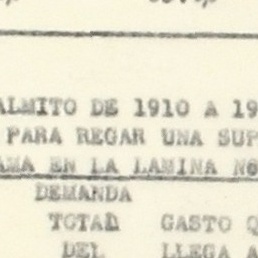 ALMITO DE 1910 A 19
PARA REGAR UNA SUP
AMA EN LA LAMINA No
DEMANDA
TOTAL GASTO Q
DEL LLEGA A